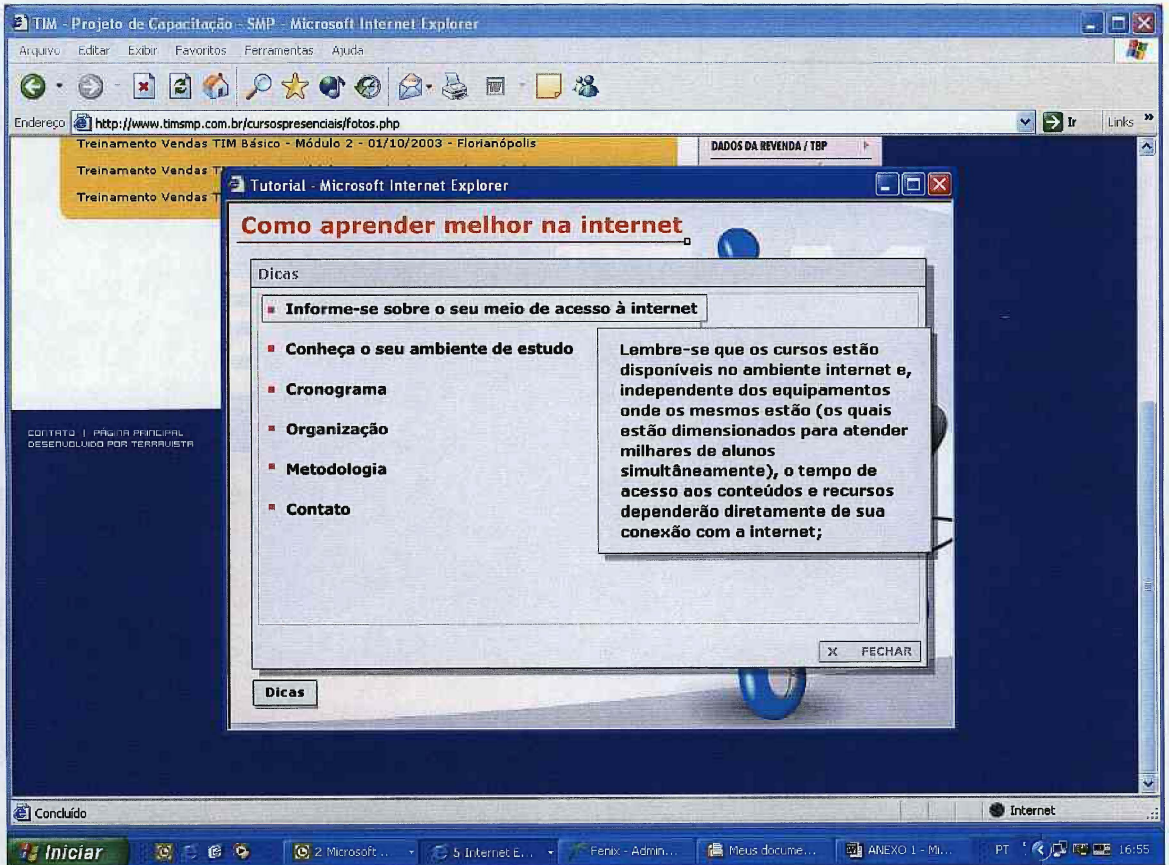 TIM - Projeto de Capacitação - SMP - Microsoft Internet Explorer
Arquivo Editar Exibir Favoritos Ferramentas Ajuda
Endereço http://www.timsmp.com.br/cursospresenciais/fotos.php Ir Links »
Treinamento Vendas TIM Básico - Módulo 2 - 01/10/2003 - Florianópolis
DADOS DA REVENDA / TBP
Treinamento Vendas T
Treinamento Vendas T
Tutorial - Microsoft Internet Explorer
Como aprender melhor na internet
Dicas
Informe-se sobre o seu meio de acesso à internet
Conheça o seu ambiente de estudo
Cronograma
Organização
Metodologia
Contato
Lembre-se que os cursos estão
disponíveis no ambiente internet e,
independente dos equipamentos
onde os mesmos estão (os quais
estão dimensionados para atender
milhares de alunos
simultâneamente), o tempo de
acesso aos conteúdos e recursos
dependerão diretamente de sua
conexão com a internet;
X FECHAR
Dicas
CONTATO | PÁGINA PRINCIPAL
DESENVOLVIDO POR TERRAVISTA
Concluído
Internet
Iniciar
2 Microsoft ...
5 Internet E...
Fenix - Admin...
Meus docume...
ANEXO 1 - Mi...
PT
16:55